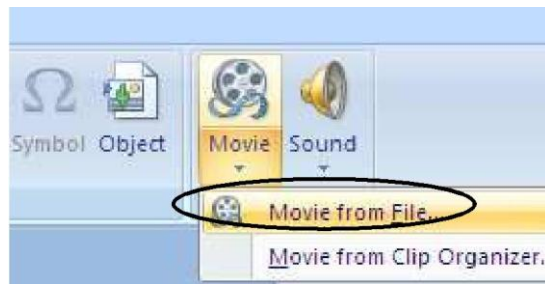 Symbol Object Movie Sound
Movie from File...
Movie from Clip Organizer.